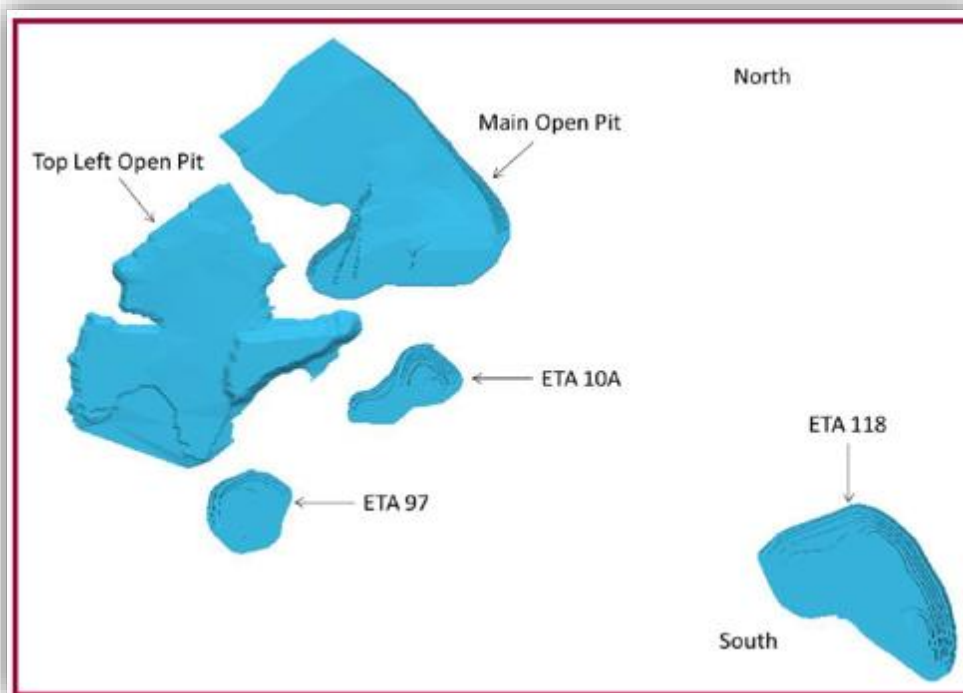 North
Main Open Pit
Top Left Open Pit
ETA 10A
ETA 118
ETA 97
South